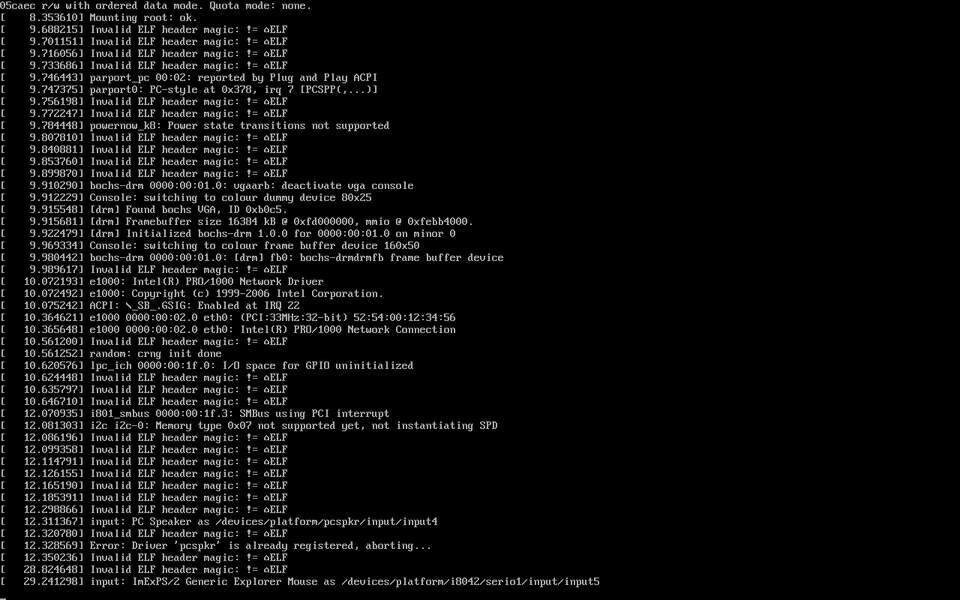 05caec r/w with ordered data mode. Quota mode: none.
[    8.353610] Mounting root: ok.
[    9.688215] Invalid ELF header magic: != ⌂ELF
[    9.701151] Invalid ELF header magic: != ⌂ELF
[    9.716056] Invalid ELF header magic: != ⌂ELF
[    9.733686] Invalid ELF header magic: != ⌂ELF
[    9.746443] parport_pc 00:02: reported by Plug and Play ACPI
[    9.747375] parport0: PC-style at 0x378, irq 7 [PCSPP(,...)]
[    9.756198] Invalid ELF header magic: != ⌂ELF
[    9.772247] Invalid ELF header magic: != ⌂ELF
[    9.784448] powernow_k8: Power state transitions not supported
[    9.807810] Invalid ELF header magic: != ⌂ELF
[    9.840881] Invalid ELF header magic: != ⌂ELF
[    9.853760] Invalid ELF header magic: != ⌂ELF
[    9.899870] Invalid ELF header magic: != ⌂ELF
[    9.910290] bochs-drm 0000:00:01.0: vgaarb: deactivate vga console
[    9.912229] Console: switching to colour dummy device 80x25
[    9.915548] [drm] Found bochs VGA, ID 0xb0c5.
[    9.915681] [drm] Framebuffer size 16384 kB @ 0xfd000000, mmio @ 0xfebb4000.
[    9.922479] [drm] Initialized bochs-drm 1.0.0 for 0000:00:01.0 on minor 0
[    9.969334] Console: switching to colour frame buffer device 160x50
[    9.980442] bochs-drm 0000:00:01.0: [drm] fb0: bochs-drmdrmfb frame buffer device
[    9.989617] Invalid ELF header magic: != ⌂ELF
[   10.072193] e1000: Intel(R) PRO/1000 Network Driver
[   10.072492] e1000: Copyright (c) 1999-2006 Intel Corporation.
[   10.075242] ACPI: \_SB_.GSIG: Enabled at IRQ 22
[   10.364621] e1000 0000:00:02.0 eth0: (PCI:33MHz:32-bit) 52:54:00:12:34:56
[   10.365648] e1000 0000:00:02.0 eth0: Intel(R) PRO/1000 Network Connection
[   10.561200] Invalid ELF header magic: != ⌂ELF
[   10.561252] random: crng init done
[   10.620576] lpc_ich 0000:00:1f.0: I/O space for GPIO uninitialized
[   10.624448] Invalid ELF header magic: != ⌂ELF
[   10.635797] Invalid ELF header magic: != ⌂ELF
[   10.646710] Invalid ELF header magic: != ⌂ELF
[   12.070935] i801_smbus 0000:00:1f.3: SMBus using PCI interrupt
[   12.081303] i2c i2c-0: Memory type 0x07 not supported yet, not instantiating SPD
[   12.086196] Invalid ELF header magic: != ⌂ELF
[   12.099358] Invalid ELF header magic: != ⌂ELF
[   12.114791] Invalid ELF header magic: != ⌂ELF
[   12.126155] Invalid ELF header magic: != ⌂ELF
[   12.165190] Invalid ELF header magic: != ⌂ELF
[   12.185391] Invalid ELF header magic: != ⌂ELF
[   12.298866] Invalid ELF header magic: != ⌂ELF
[   12.311367] input: PC Speaker as /devices/platform/pcspkr/input/input4
[   12.320780] Invalid ELF header magic: != ⌂ELF
[   12.328569] Error: Driver 'pcspkr' is already registered, aborting...
[   12.350236] Invalid ELF header magic: != ⌂ELF
[   28.824648] Invalid ELF header magic: != ⌂ELF
[   29.241298] input: ImExPS/2 Generic Explorer Mouse as /devices/platform/i8042/serio1/input/input5